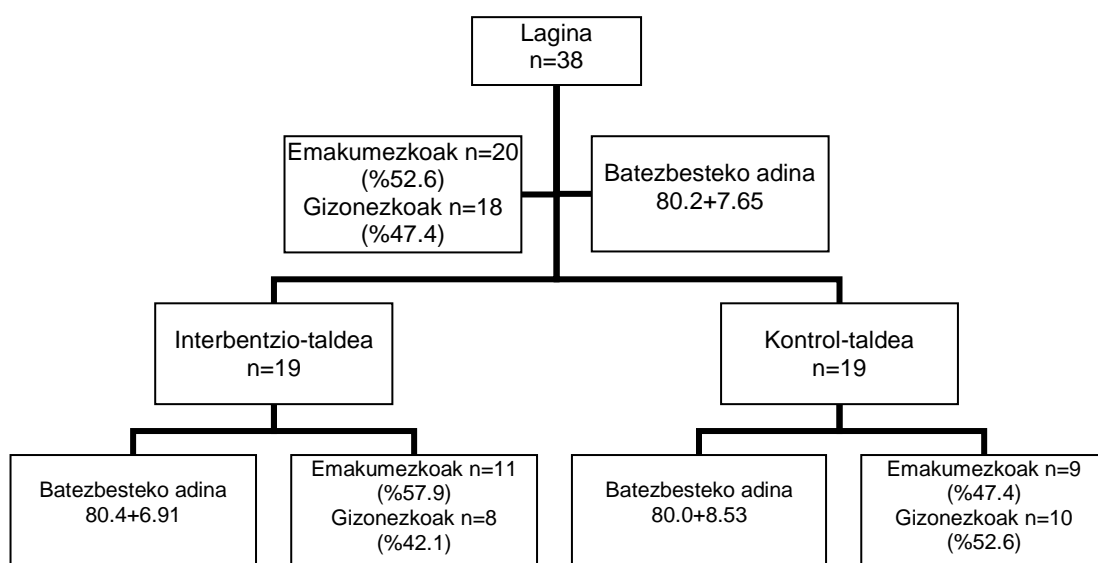 Lagina
n=38
Emakumezkoak n=20
(%52.6)
Gizonezkoak n=18
(%47.4)
Batezbesteko adina
80.2+7.65
Interbentzio-taldea
n=19
Kontrol-taldea
n=19
Batezbesteko adina
80.4+6.91
Emakumezkoak n=11
(%57.9)
Gizonezkoak n=8
(%42.1)
Batezbesteko adina
80.0+8.53
Emakumezkoak n=9
(%47.4)
Gizonezkoak n=10
(%52.6)